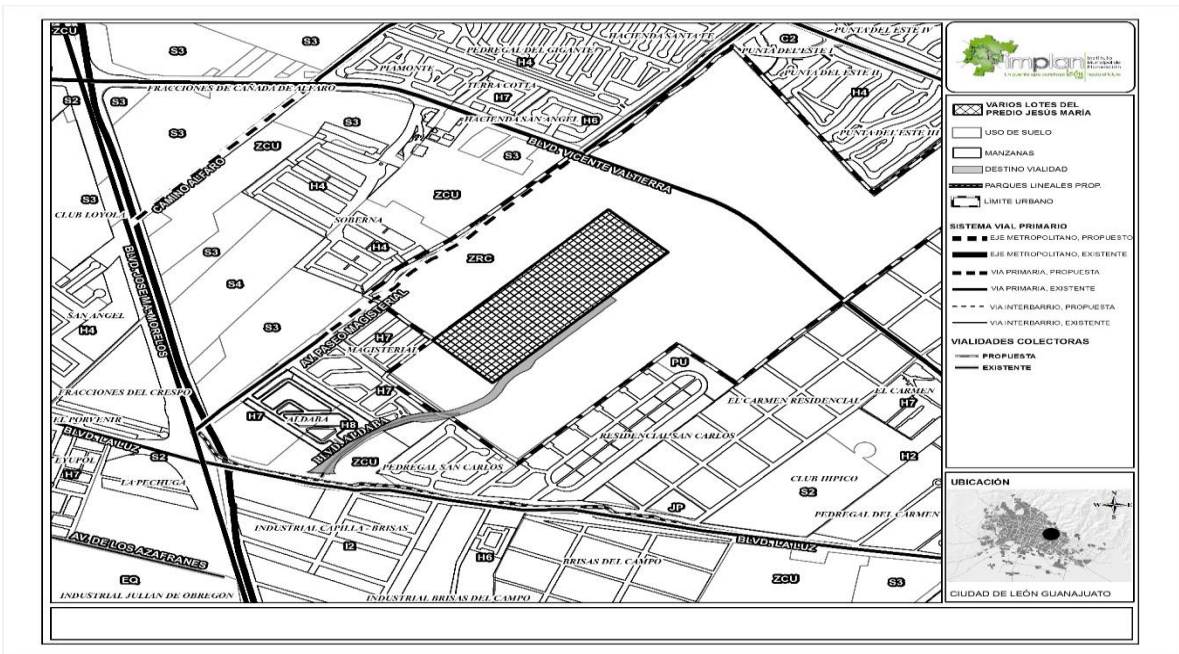 ZCU
S3
S3
HACIENDA SANTA FE
C2
PUNTA DEL ESTE IV
PEDREGAL DEL GIGANTE
PUNTA DEL ESTE I
H4
PIAMONTE
PUNTA DEL ESTE II
TERRA COTTA
FRACCIONES DE CAÑADA DE ALFARO
H7
H4
S2
S3
HACIENDA SAN ANGEL
H6
S3
S3
PUNTA DEL ESTE III
ZCU
BLVD. VICENTE VALTIERRA
S3
CAMINO ALFARO
H4
ZCU
S3
CLUB LOYOLA
SOBERNA
H4
S3
ZRC
BLVD. JOSE MA. MORELOS
S4
SAN ANGEL
H4
S3
AV. PASEO MAGISTERIAL
H7
MAGISTERIAL
PU
FRACCIONES DEL CRESPO
H7
EL CARMEN
H7
EL CARMEN RESIDENCIAL
H7
EL PORVENIR
ALDABA
H8
BLVD. ALDABA
RESIDENCIAL SAN CARLOS
BLVD. LA LUZ
S2
H2
ZCU
PEDREGAL SAN CARLOS
EYUPOL
H7
CLUB HIPICO
LA PECHUGA
S2
JP
PEDREGAL DEL CARMEN
INDUSTRIAL CAPILLA - BRISAS
AV. DE LOS AZAFRANES
I2
BLVD. LA LUZ
H6
BRISAS DEL CAMPO
EQ
ZCU
S3
INDUSTRIAL JULIAN DE OBREGON
INDUSTRIAL BRISAS DEL CAMPO
implan
Instituto
Municipal de
Planeación
VARIOS LOTES DEL
PREDIO JESÚS MARÍA
USO DE SUELO
MANZANAS
DESTINO VIALIDAD
PARQUES LINEALES PROP.
LÍMITE URBANO
SISTEMA VIAL PRIMARIO
EJE METROPOLITANO, PROPUESTO
EJE METROPOLITANO, EXISTENTE
VIA PRIMARIA, PROPUESTA
VIA PRIMARIA, EXISTENTE
VIA INTERBARRIO, PROPUESTA
VIA INTERBARRIO, EXISTENTE
VIALIDADES COLECTORAS
PROPUESTA
EXISTENTE
UBICACIÓN
N
W E
S
CIUDAD DE LEÓN GUANAJUATO